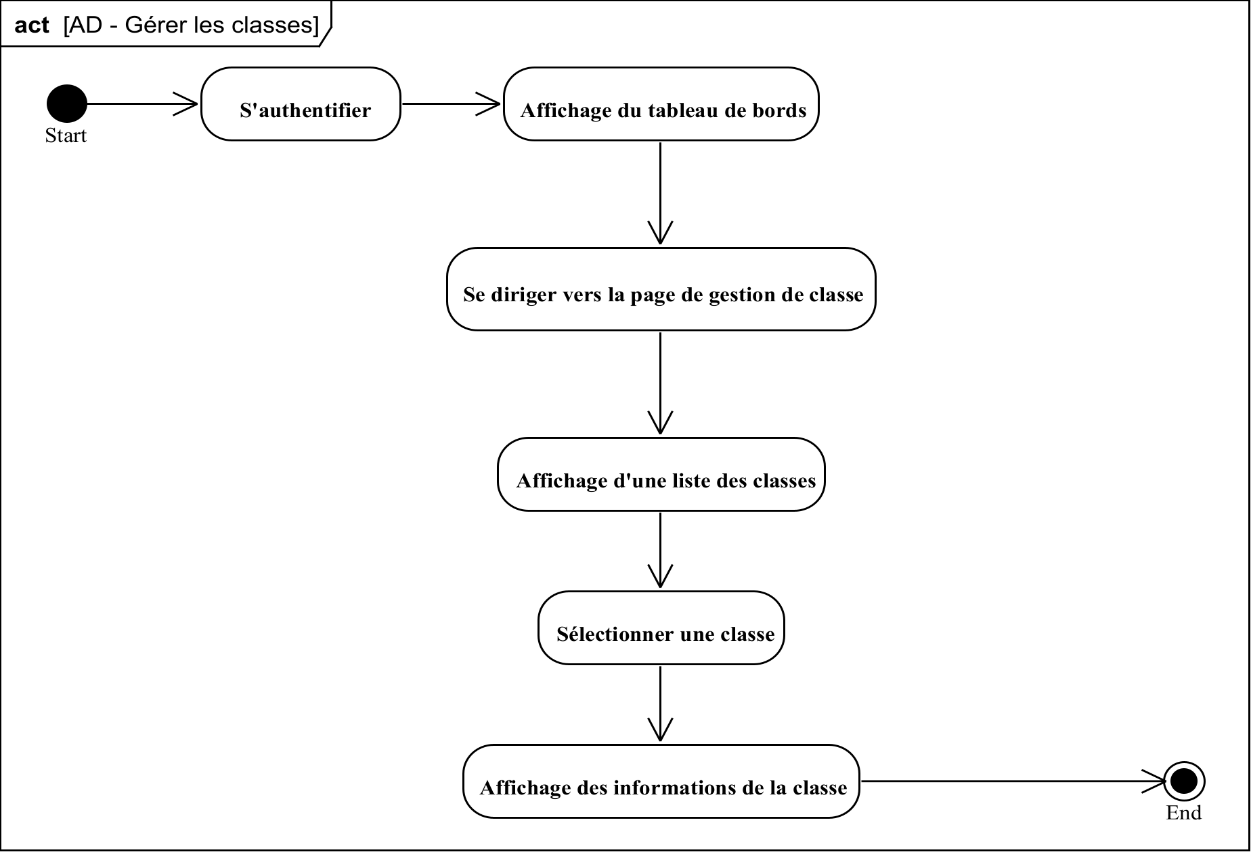 act [AD - Gérer les classes]
S'authentifier
Affichage du tableau de bords
Start
Se diriger vers la page de gestion de classe
Affichage d'une liste des classes
Sélectionner une classe
Affichage des informations de la classe
End